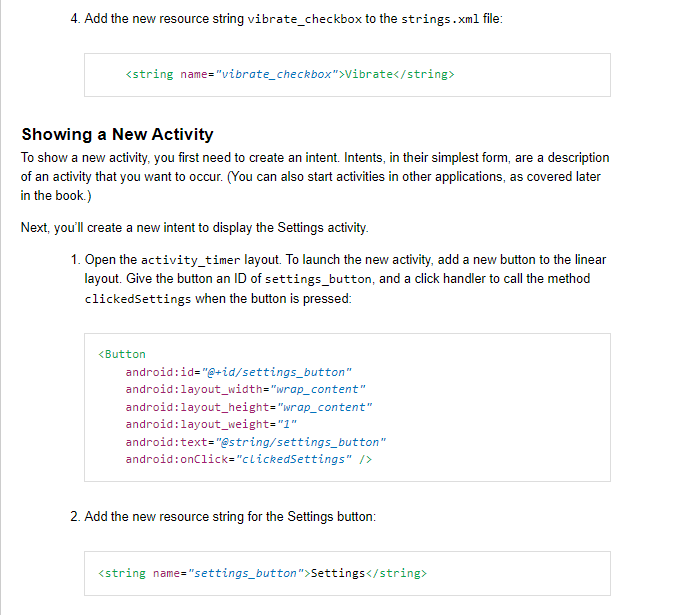 4. Add the new resource string vibrate_checkbox to the strings.xml file:
<string name="vibrate_checkbox">Vibrate</string>
Showing a New Activity
To show a new activity, you first need to create an intent. Intents, in their simplest form, are a description
of an activity that you want to occur. (You can also start activities in other applications, as covered later
in the book.)
Next, you'll create a new intent to display the Settings activity.
1. Open the activity_timer layout. To launch the new activity, add a new button to the linear
layout. Give the button an ID of settings_button, and a click handler to call the method
clickedSettings when the button is pressed:
<Button
android:id="@+id/settings_button"
android:layout_width="wrap_content"
android:layout_height="wrap_content"
android:layout_weight="1"
android:text="@string/settings_button"
android:onClick="clickedSettings" />
2. Add the new resource string for the Settings button:
<string name="settings_button">Settings</string>